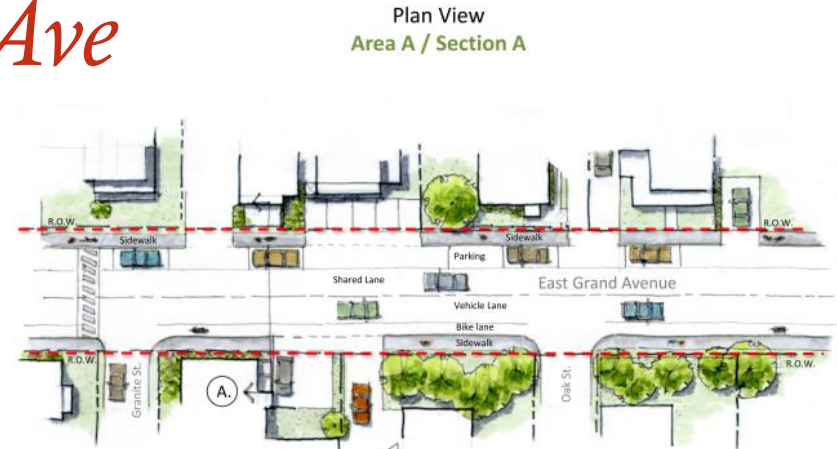 Ave
Plan View
Area A / Section A
R.O.W.
R.O.W.
Sidewalk
Sidewalk
Parking
Shared Lane
East Grand Avenue
Vehicle Lane
Bike lane
Sidewalk
R.O.W.
R.O.W.
Granite St.
A.
Oak St.